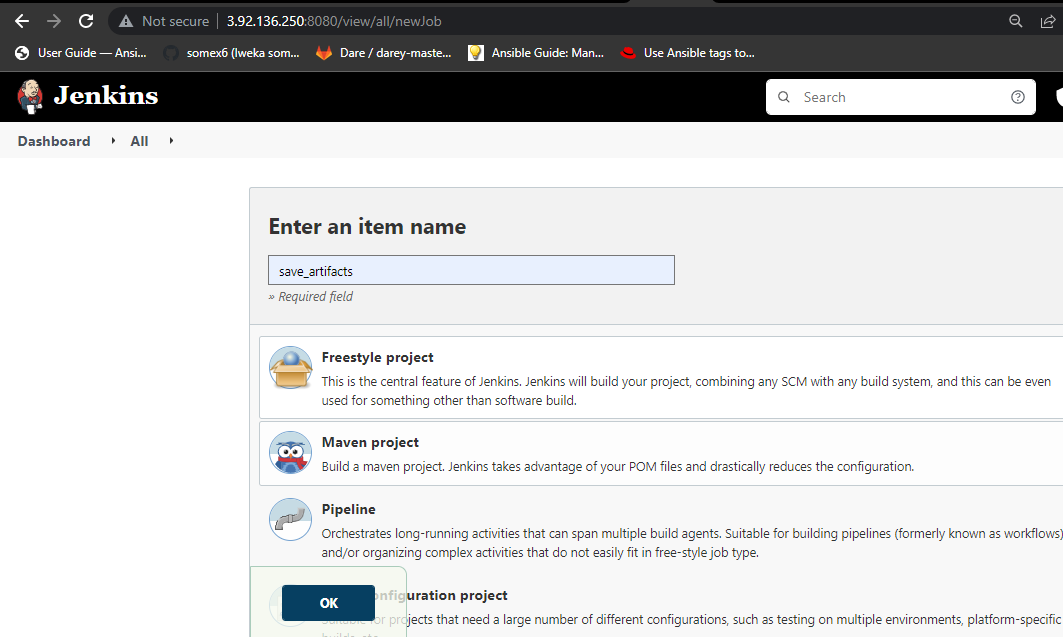 Not secure 3.92.136.250:8080/view/all/newJob
User Guide — Ansi... somex6 (Iweka som... Dare / darey-maste... Ansible Guide: Man... Use Ansible tags to...
Jenkins Search
Dashboard All
Enter an item name
save_artifacts
» Required field
Freestyle project
This is the central feature of Jenkins. Jenkins will build your project, combining any SCM with any build system, and this can be even
used for something other than software build.
Maven project
Build a maven project. Jenkins takes advantage of your POM files and drastically reduces the configuration.
Pipeline
Orchestrates long-running activities that can span multiple build agents. Suitable for building pipelines (formerly known as workflows)
and/or organizing complex activities that do not easily fit in free-style job type.
OK
project
projects that need a large number of different configurations, such as testing on multiple environments, platform-specific